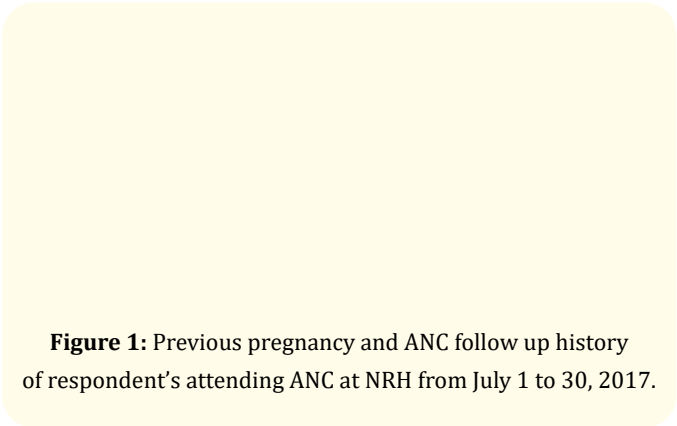 Figure 1: Previous pregnancy and ANC follow up history
of respondent’s attending ANC at NRH from July 1 to 30, 2017.